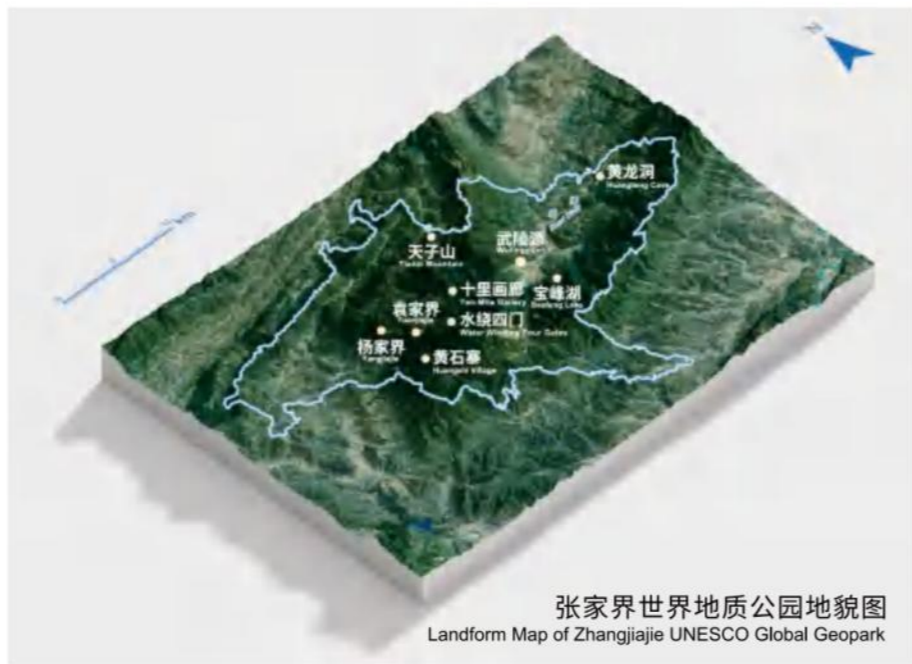 黄龙洞
Huanglong Cave
武陵源
天子山
Tianzi Mountain
十里画廊
Ten-Mile Gallery
宝峰湖
Baofeng Lake
袁家界
Yuanjiajie
水绕四门
Water Winding Four Gates
杨家界
Yangjiajie
黄石寨
Huangshi Village
张家界世界地质公园地貌图
Landform Map of Zhangjiajie UNESCO Global Geopark